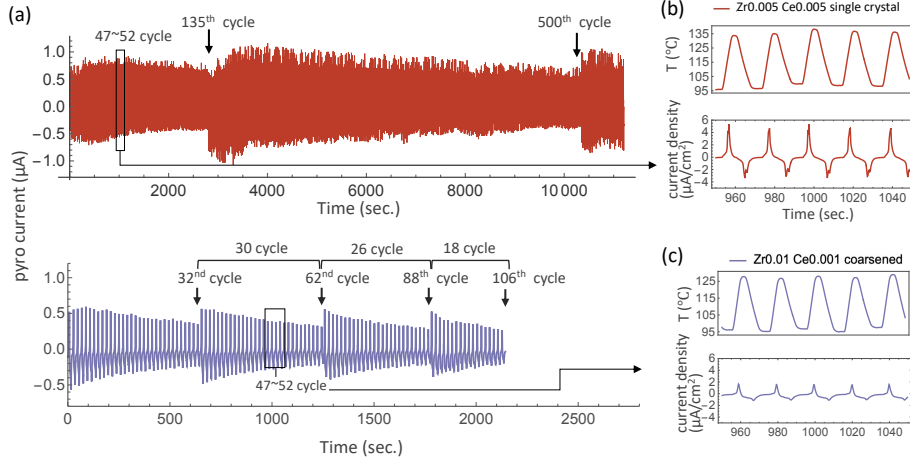 (a)
47~52 cycle
135th cycle
500th cycle
1.0
0.5
0.0
−0.5
−1.0
2000 4000 6000 8000 10000
Time (sec.)
pyro current (μA)
30 cycle 26 cycle 18 cycle
32nd cycle 62nd cycle 88th cycle 106th cycle
1.0
0.5
0.0
-0.5
47~52 cycle
0 500 1000 1500 2000 2500
Time (sec.)
(b)
Zr0.005 Ce0.005 single crystal
T (°C)
135
125
115
105
95
current density
(μA/cm²)
6
4
2
0
−2
−4
960 980 1000 1020 1040
Time (sec.)
(c)
Zr0.01 Ce0.001 coarsened
T (°C)
125
115
105
95
current density
(μA/cm²)
6
4
2
0
−2
−4
960 980 1000 1020 1040